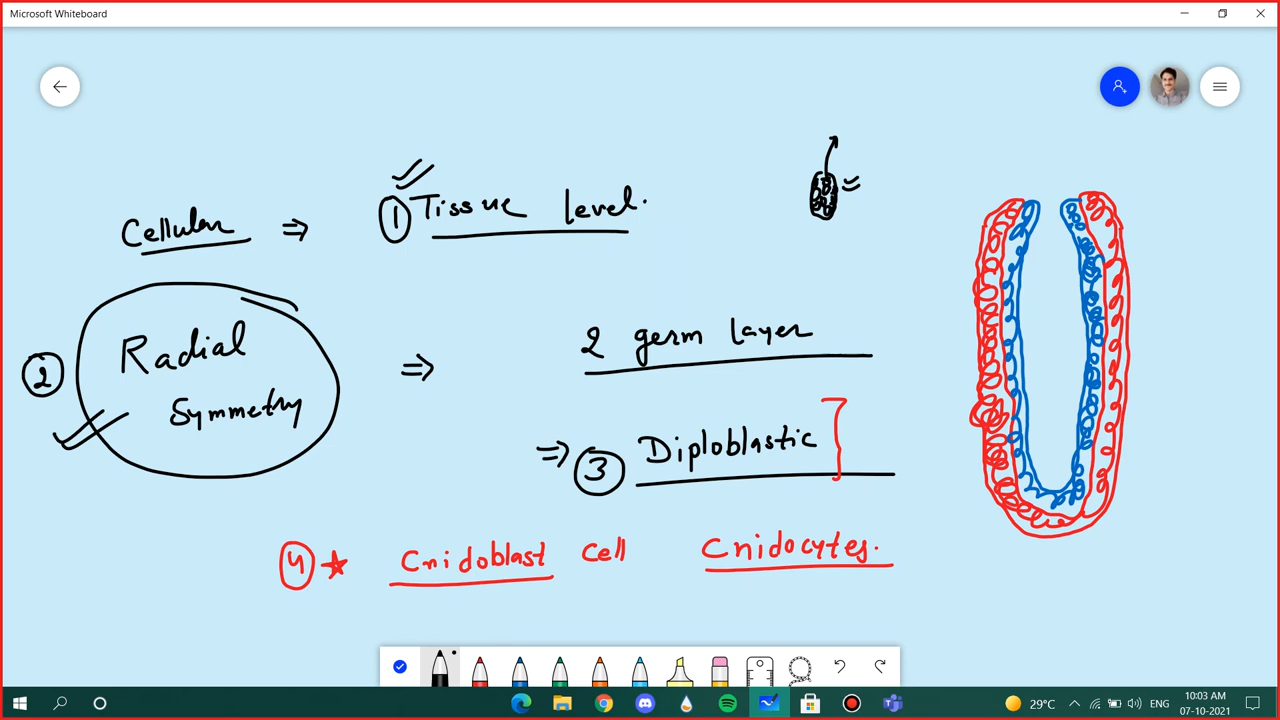 Microsoft Whiteboard
Cellular ⇒ ① Tissue level.
② Radial
Symmetry
⇒ 2 germ layer
⇒ ③ Diploblastic ]
④ ★ Cnidoblast Cell Cnidocytes.
29°C
ENG
10:03 AM
07-10-2021